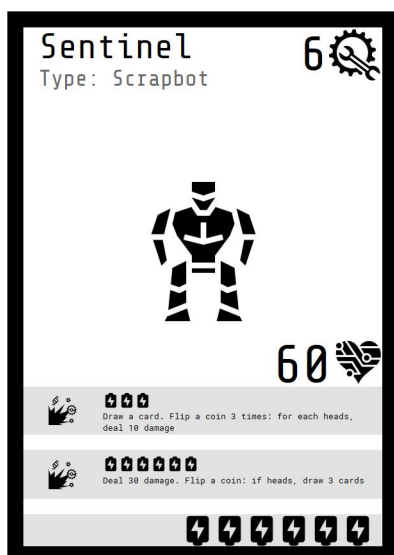 Sentinel
6
Type: Scrapbot
60
Draw a card. Flip a coin 3 times: for each heads,
deal 10 damage
Deal 30 damage. Flip a coin: if heads, draw 3 cards